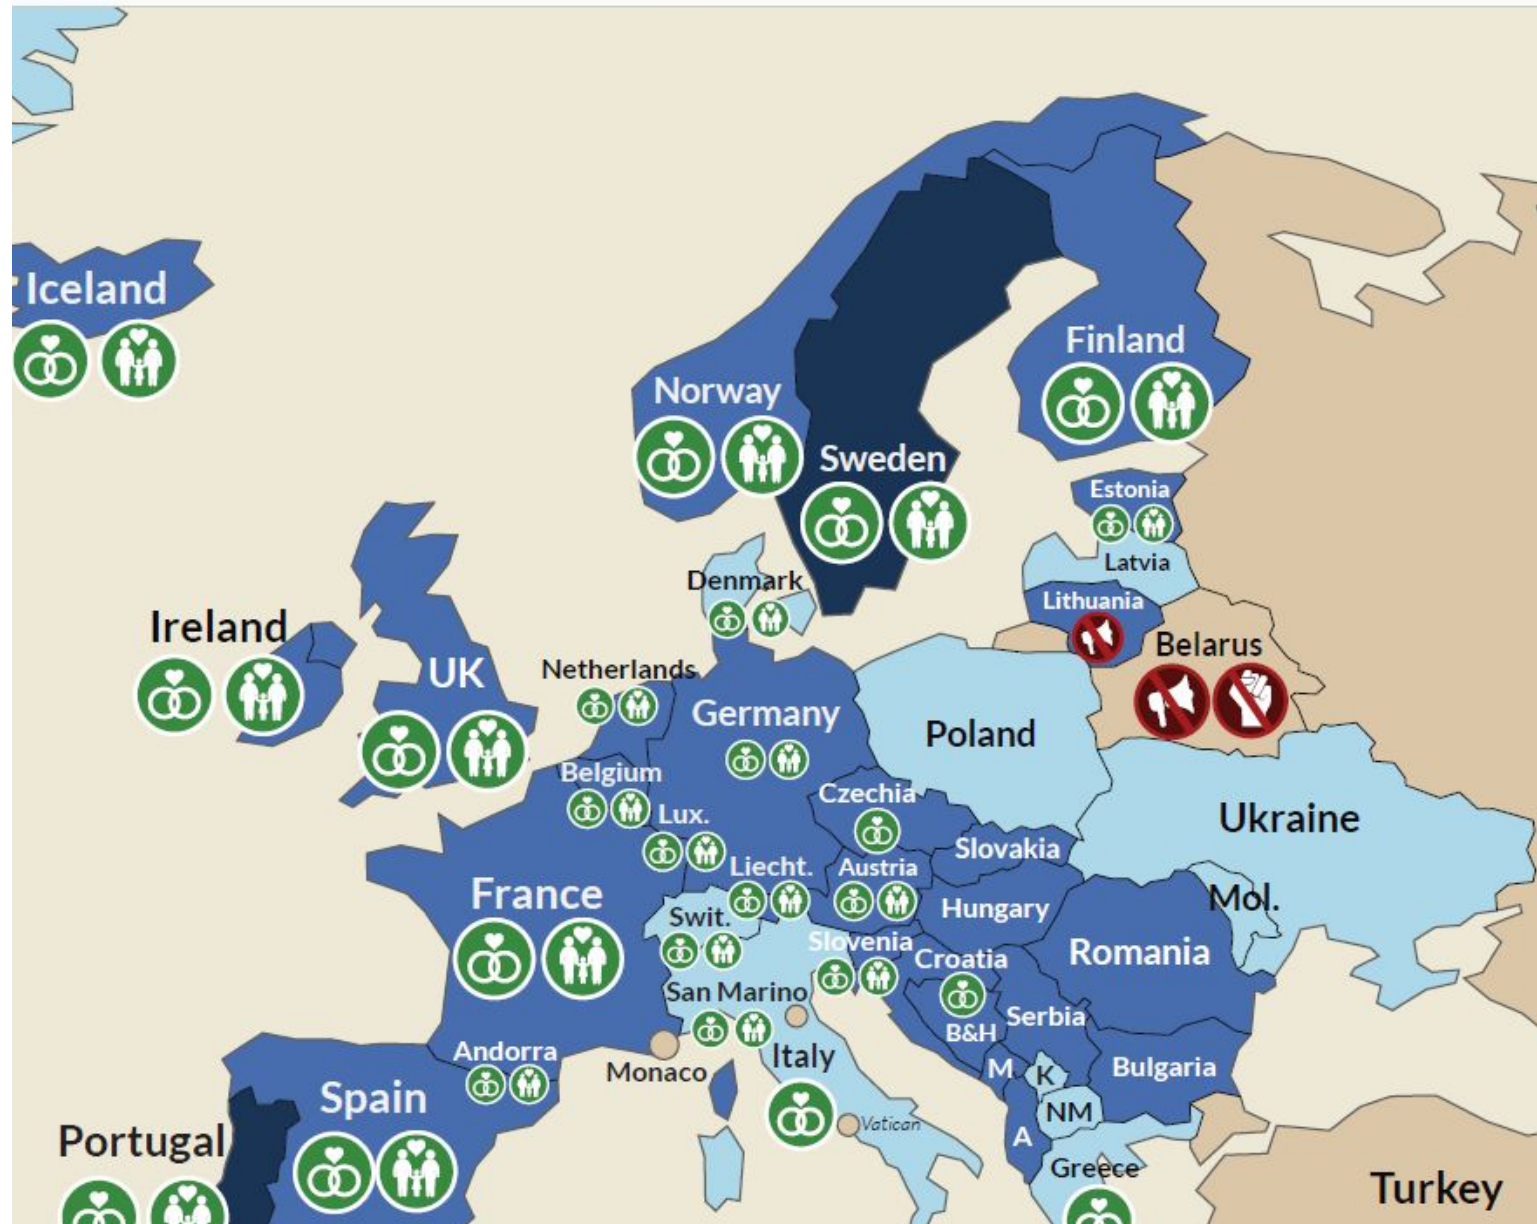 Iceland
Finland
Norway
Sweden
Estonia
Latvia
Denmark
Lithuania
Ireland
Belarus
UK
Netherlands
Germany
Poland
Belgium
Czechia
Lux.
Ukraine
Slovakia
Liecht.
Austria
France
Mol.
Hungary
Swit.
Slovenia
Croatia
Romania
San Marino
Serbia
B&H
Andorra
Italy
Monaco
M
K
Bulgaria
Spain
NM
Vatican
Portugal
A
Greece
Turkey